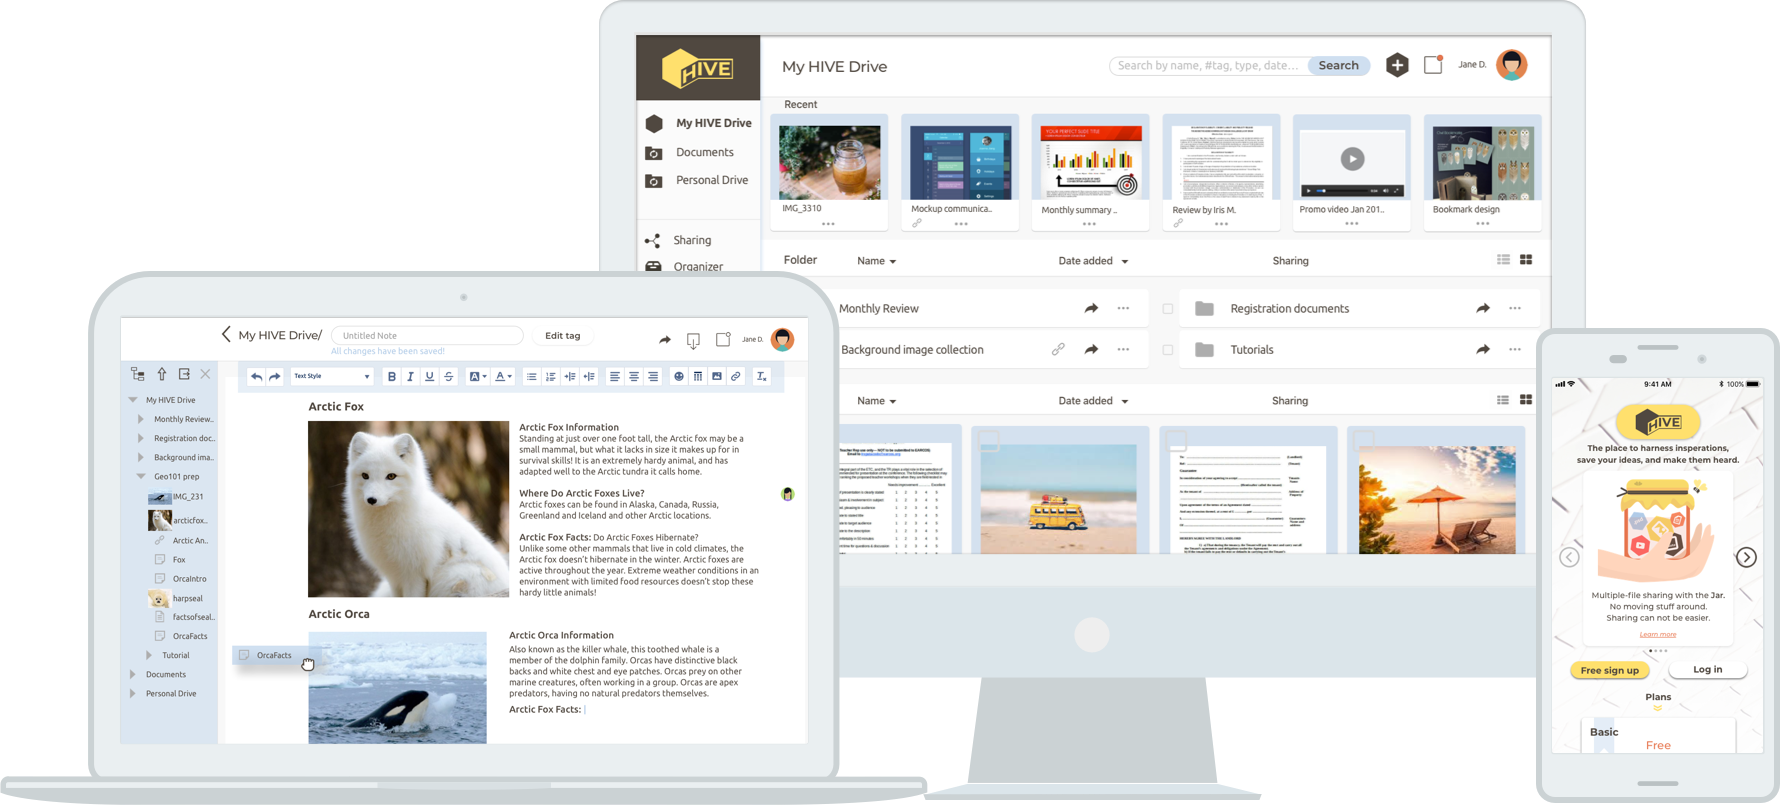 HIVE
My HIVE Drive
Search by name, #tag, type, date...
Search
Jane D.
My HIVE Drive
Documents
Personal Drive
Sharing
Organizer
Recent
YOUR PERFECT SLIDE TITLE
IMG_3310
Mockup communica..
Monthly summary ..
Review by Iris M.
Promo video Jan 201..
Bookmark design
Folder
Name
Date added
Sharing
Monthly Review
Registration documents
Background image collection
Tutorials
Name
Date added
Sharing
My HIVE Drive/
Untitled Note
Edit tag
Jane D.
All changes have been saved!
Text Style
B I U S
My HIVE Drive
Monthly Review..
Registration doc..
Background ima..
Geo101 prep
IMG_231
arcticfox..
Arctic An..
Fox
OrcaIntro
harpseal
factsofseal..
OrcaFacts
Tutorial
Documents
Personal Drive
Arctic Fox
Arctic Fox Information
Standing at just over one foot tall, the Arctic fox may be a
small mammal, but what it lacks in size it makes up for in
survival skills! It is an extremely hardy animal, and has
adapted well to the Arctic tundra it calls home.
Where Do Arctic Foxes Live?
Arctic foxes can be found in Alaska, Canada, Russia,
Greenland and Iceland and other Arctic locations.
Arctic Fox Facts: Do Arctic Foxes Hibernate?
Unlike some other mammals that live in cold climates, the
Arctic fox doesn't hibernate in the winter. Arctic foxes are
active throughout the year. Extreme weather conditions in an
environment with limited food resources doesn't stop these
hardy little animals!
Arctic Orca
OrcaFacts
Arctic Orca Information
Also known as the killer whale, this toothed whale is a
member of the dolphin family. Orcas have distinctive black
backs and white chest and eye patches. Orcas prey on other
marine creatures, often working in a group. Orcas are apex
predators, having no natural predators themselves.
Arctic Fox Facts:
9:41 AM
100%
HIVE
The place to harness insperations,
save your ideas, and make them heard.
Multiple-file sharing with the Jar.
No moving stuff around.
Sharing can not be easier.
Learn more
Free sign up
Log in
Plans
Basic
Free